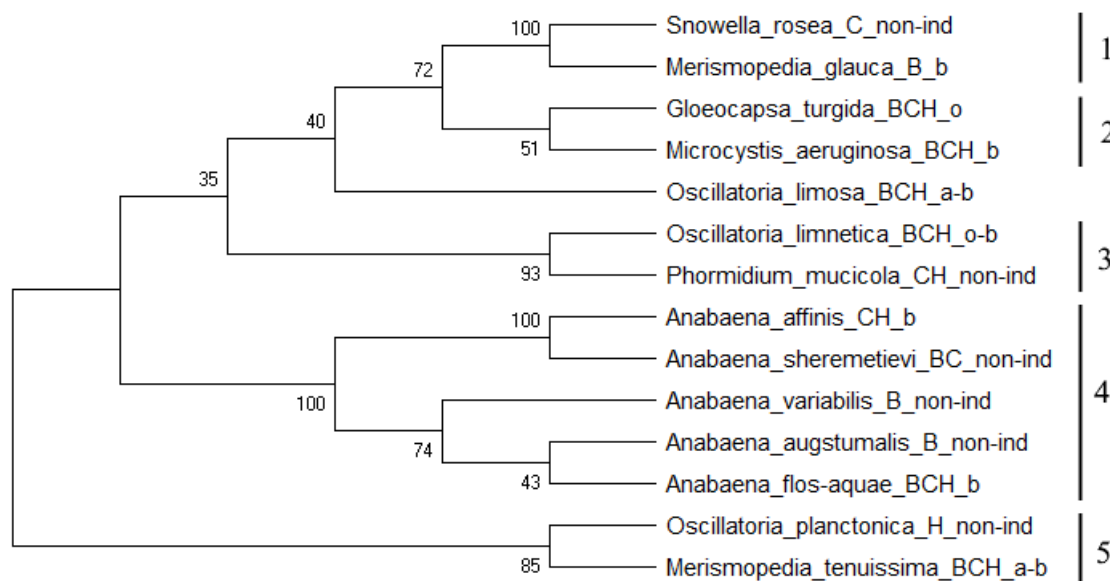 100 Snowella_rosea_C_non-ind
1
72 Merismopedia_glauca_B_b
40 Gloeocapsa_turgida_BCH_o
2
51 Microcystis_aeruginosa_BCH_b
35 Oscillatoria_limosa_BCH_a-b
Oscillatoria_limnetica_BCH_o-b
3
93 Phormidium_mucicola_CH_non-ind
100 Anabaena_affinis_CH_b
Anabaena_sheremetievi_BC_non-ind
4
100 Anabaena_variabilis_B_non-ind
74 Anabaena_augstumalis_B_non-ind
43 Anabaena_flos-aquae_BCH_b
Oscillatoria_planctonica_H_non-ind
5
85 Merismopedia_tenuissima_BCH_a-b